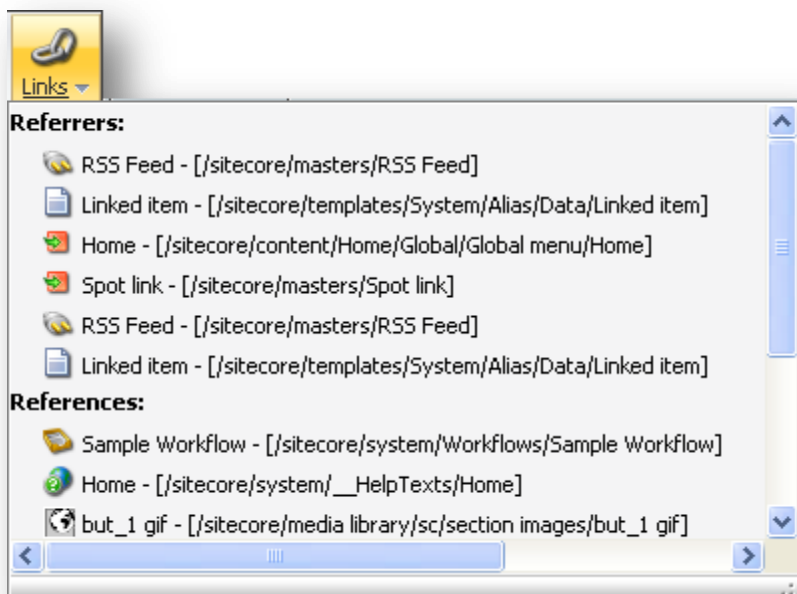 Links
Referrers:
RSS Feed - [/sitecore/masters/RSS Feed]
Linked item - [/sitecore/templates/System/Alias/Data/Linked item]
Home - [/sitecore/content/Home/Global/Global menu/Home]
Spot link - [/sitecore/masters/Spot link]
RSS Feed - [/sitecore/masters/RSS Feed]
Linked item - [/sitecore/templates/System/Alias/Data/Linked item]
References:
Sample Workflow - [/sitecore/system/Workflows/Sample Workflow]
Home - [/sitecore/system/__HelpTexts/Home]
but_1 gif - [/sitecore/media library/sc/section images/but_1 gif]